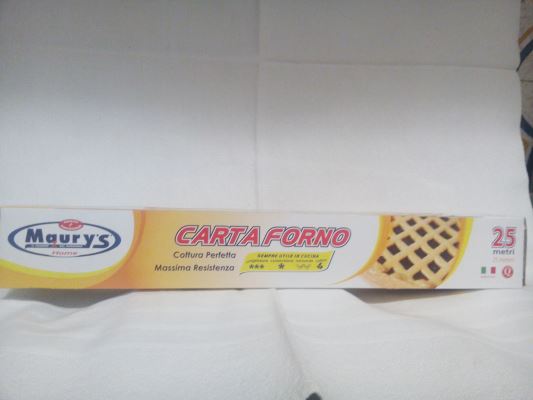 Maury's
Home
CARTA FORNO
Cottura Perfetta
Massima Resistenza
SEMPRE UTILE IN CUCINA
25
metri